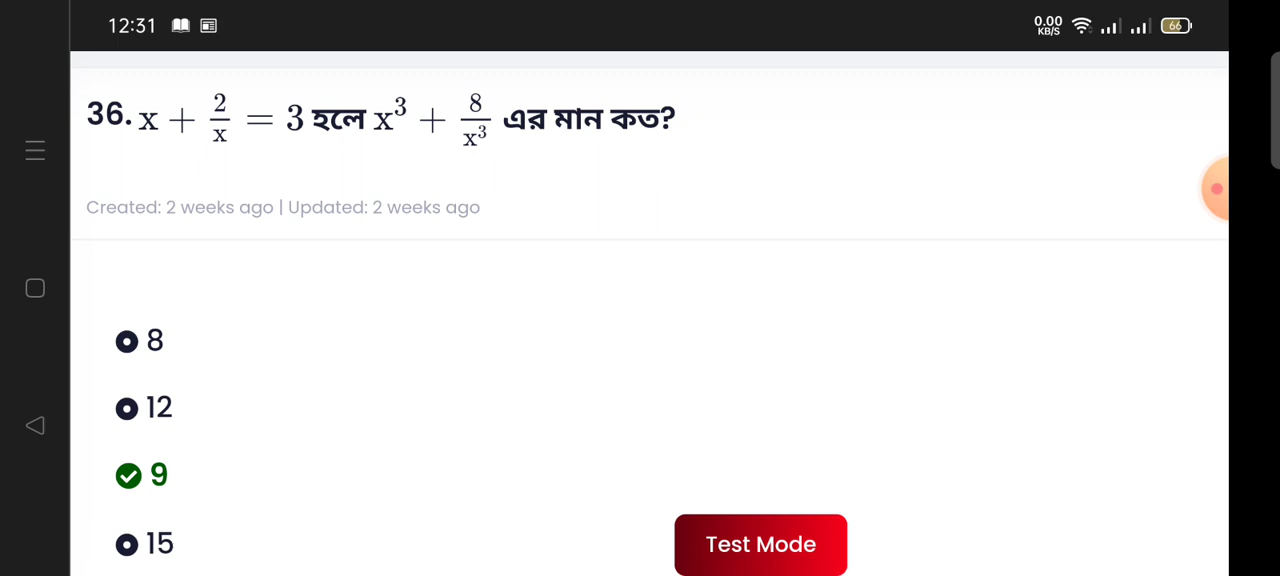 12:31 0.00 KB/S 66
36. x + 2/x = 3 হলে x³ + 8/x³ এর মান কত?
Created: 2 weeks ago | Updated: 2 weeks ago
8
12
9
15
Test Mode